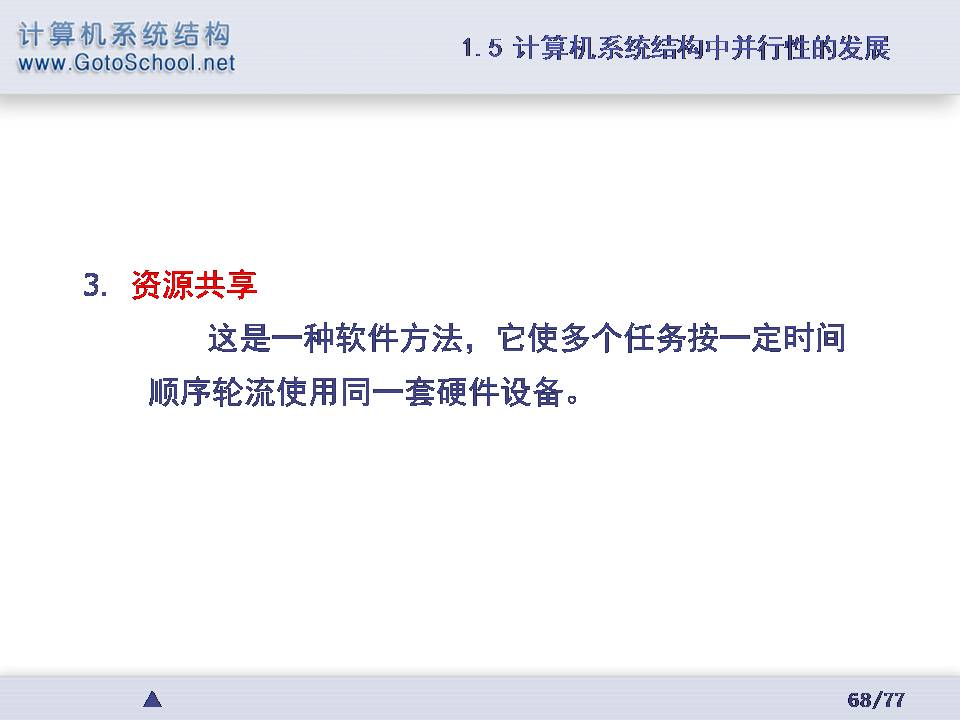 计算机系统结构
www.GotoSchool.net
1.5 计算机系统结构中并行性的发展
3. 资源共享
这是一种软件方法，它使多个任务按一定时间
顺序轮流使用同一套硬件设备。
68/77